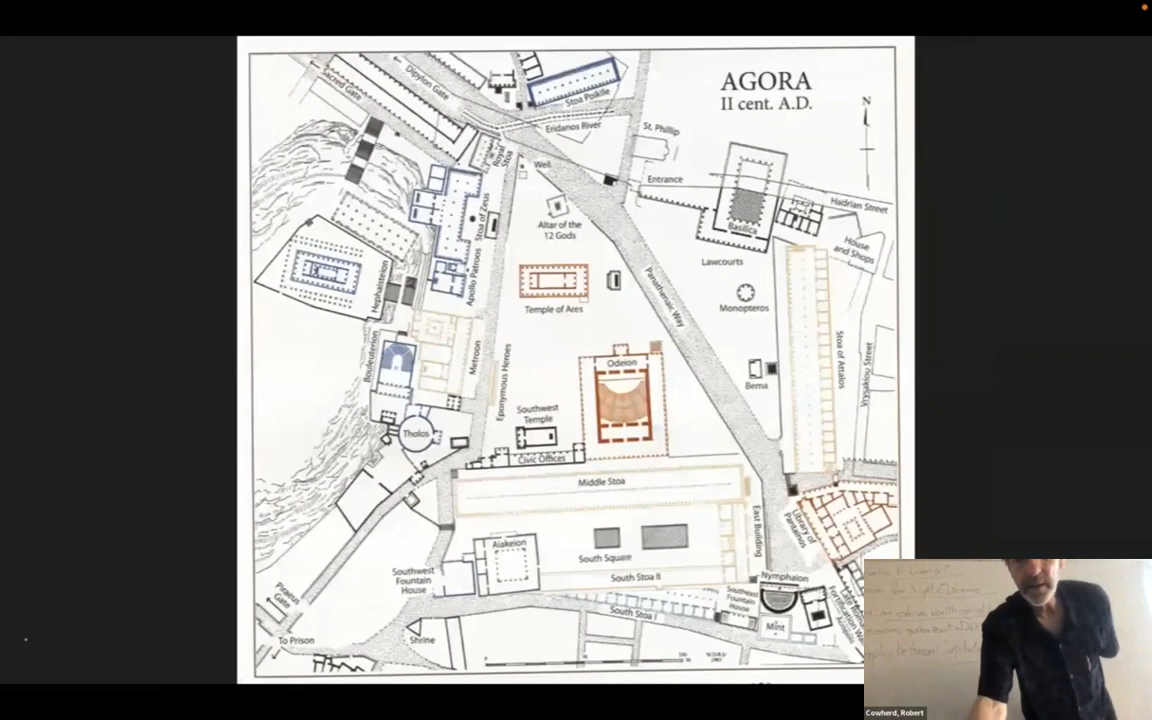 AGORA
II cent. A.D.
N
Sacred Gate
Dipylon Gate
Stoa Poikile
Eridanos River
St. Phillip
Royal
Stoa
Well
Entrance
Hadrian Street
Altar of the
12 Gods
Stoa of Zeus
Basilica
House
and Shops
Lawcourts
Hephaisteion
Apollo Patroos
Temple of Ares
Panathenaic Way
Monopteros
Bouleuterion
Metroon
Eponymous Heroes
Odeion
Bema
Stoa of Attalos
Vrysakiou Street
Tholos
Southwest
Temple
Civic Offices
Middle Stoa
Library of
Pantainos
East Building
Aiakeion
South Square
Southwest
Fountain
House
South Stoa II
Nymphaion
Piraeus
Gate
South Stoa I
Southeast
Fountain
House
Mint
Late Roman
Fortification Wall
To Prison
Shrine
Cowherd, Robert